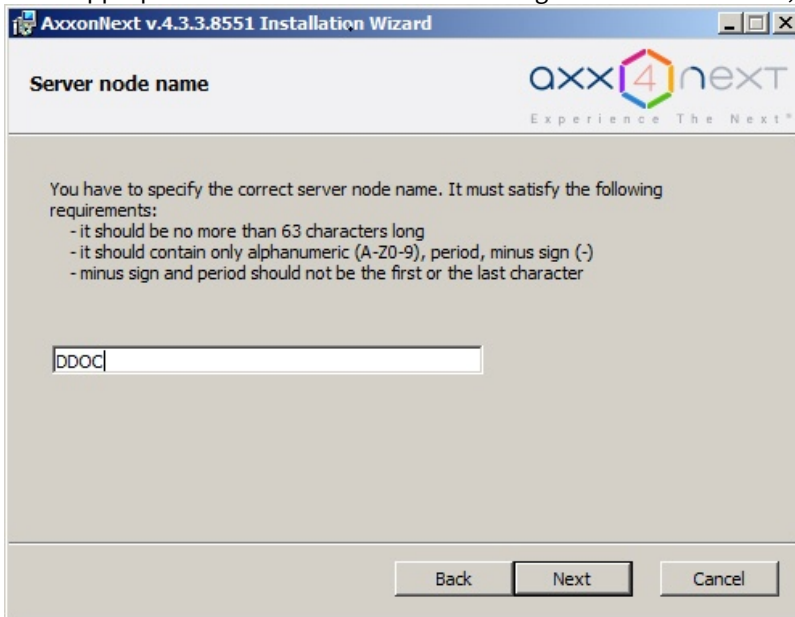 AxxonNext v.4.3.3.8551 Installation Wizard
Server node name
axx4next
Experience The Next®
You have to specify the correct server node name. It must satisfy the following
requirements:
- it should be no more than 63 characters long
- it should contain only alphanumeric (A-Z0-9), period, minus sign (-)
- minus sign and period should not be the first or the last character
DDOC
Back Next Cancel